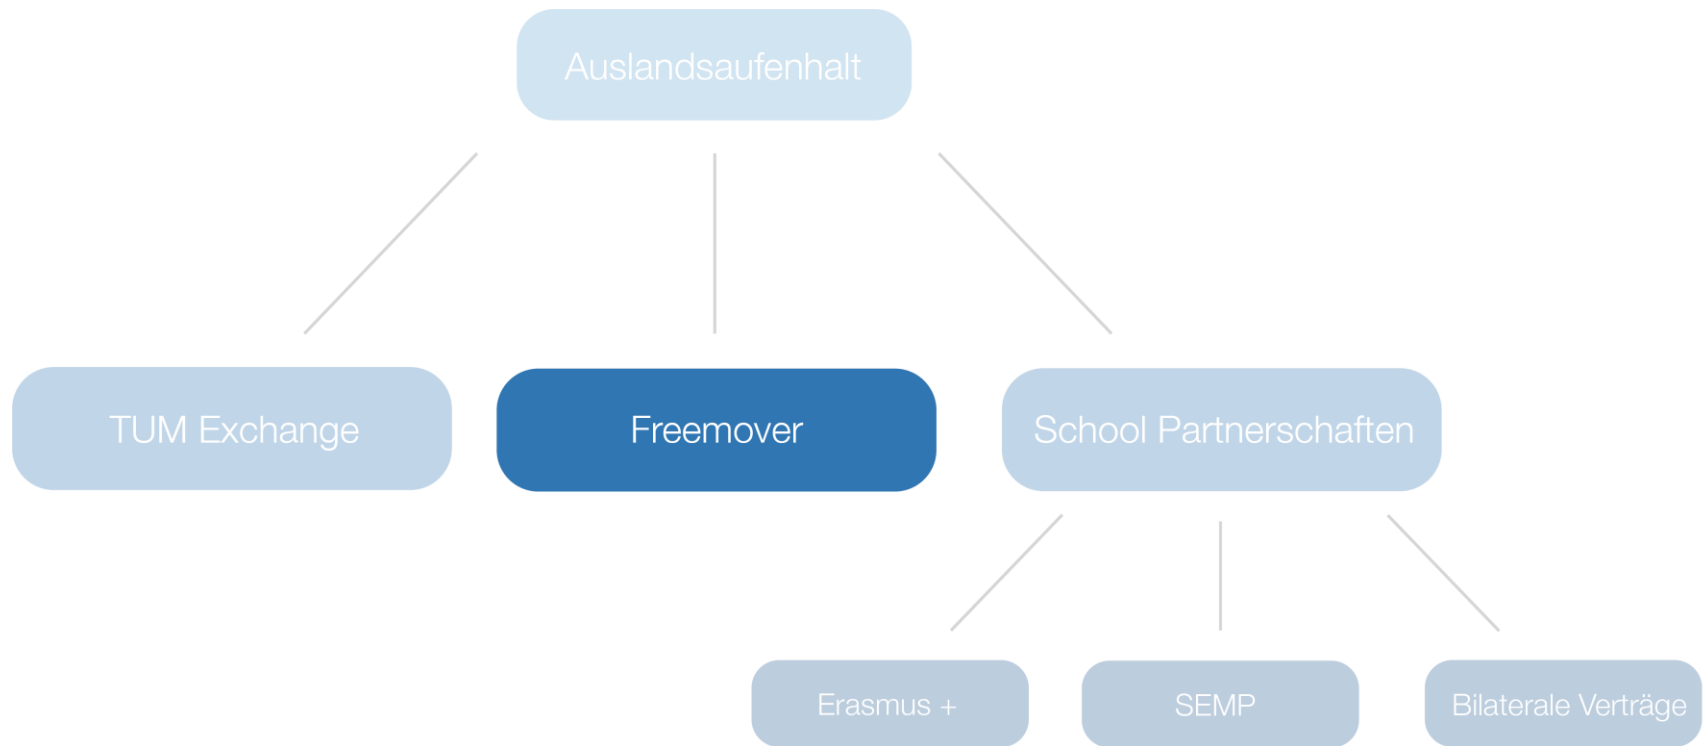 Auslandsaufenhalt
TUM Exchange
Freemover
School Partnerschaften
Erasmus +
SEMP
Bilaterale Verträge